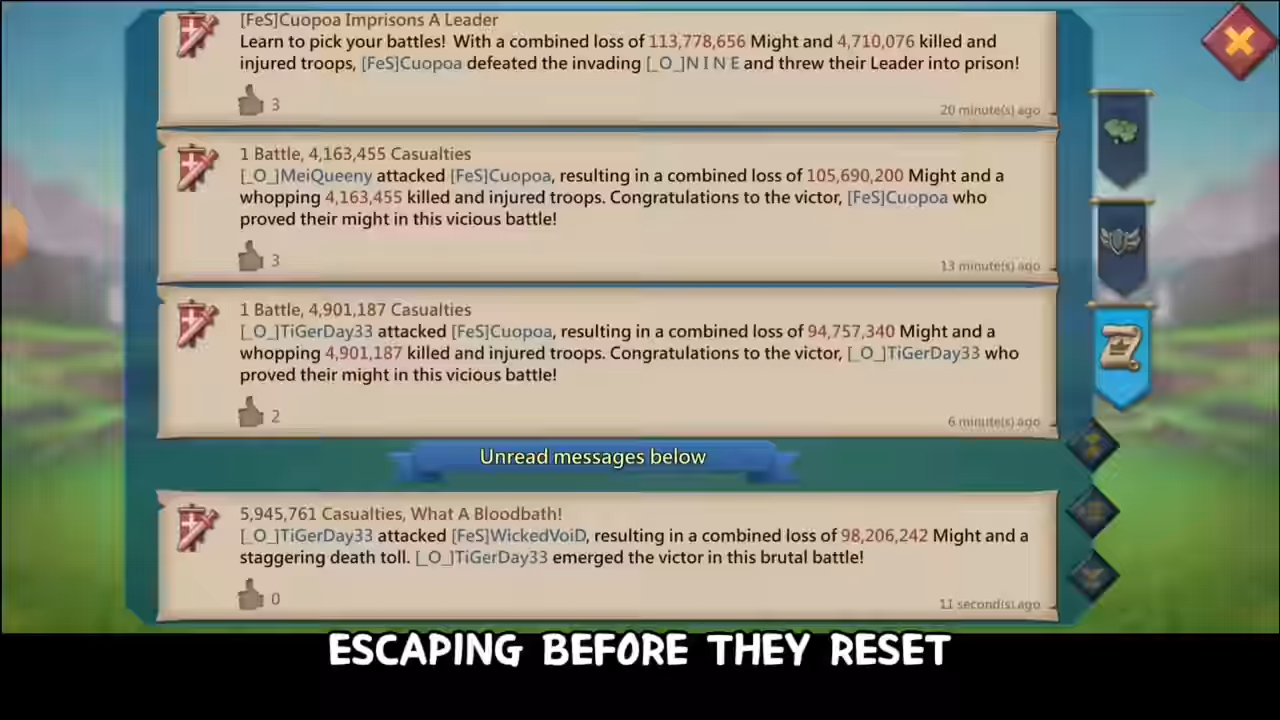 [FeS]Cuopoa Imprisons A Leader
Learn to pick your battles! With a combined loss of 113,778,656 Might and 4,710,076 killed and
injured troops, [FeS]Cuopoa defeated the invading [_O_]N I N E and threw their Leader into prison!
3
20 minute(s) ago
1 Battle, 4,163,455 Casualties
[_O_]MeiQueeny attacked [FeS]Cuopoa, resulting in a combined loss of 105,690,200 Might and a
whopping 4,163,455 killed and injured troops. Congratulations to the victor, [FeS]Cuopoa who
proved their might in this vicious battle!
3
13 minute(s) ago
1 Battle, 4,901,187 Casualties
[_O_]TiGerDay33 attacked [FeS]Cuopoa, resulting in a combined loss of 94,757,340 Might and a
whopping 4,901,187 killed and injured troops. Congratulations to the victor, [_O_]TiGerDay33 who
proved their might in this vicious battle!
2
6 minute(s) ago
Unread messages below
5,945,761 Casualties, What A Bloodbath!
[_O_]TiGerDay33 attacked [FeS]WickedVoiD, resulting in a combined loss of 98,206,242 Might and a
staggering death toll. [_O_]TiGerDay33 emerged the victor in this brutal battle!
0
11 second(s) ago
ESCAPING BEFORE THEY RESET